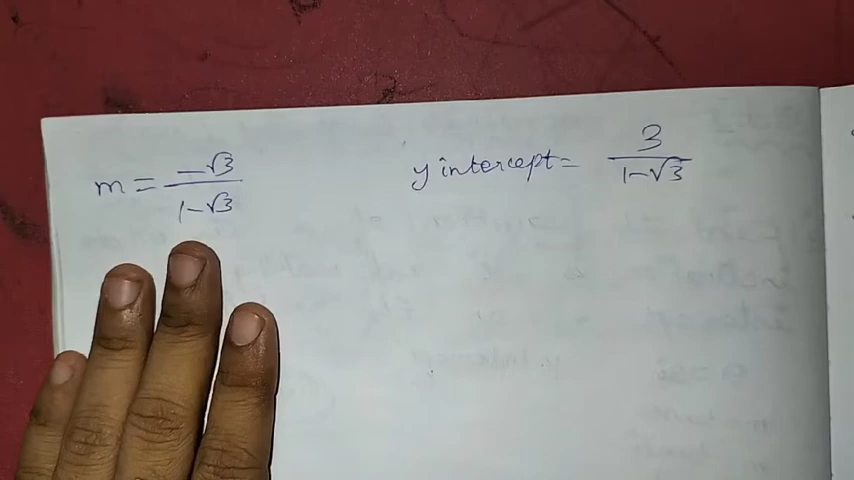 m = -√3 / 1-√3
y intercept = 3 / 1-√3